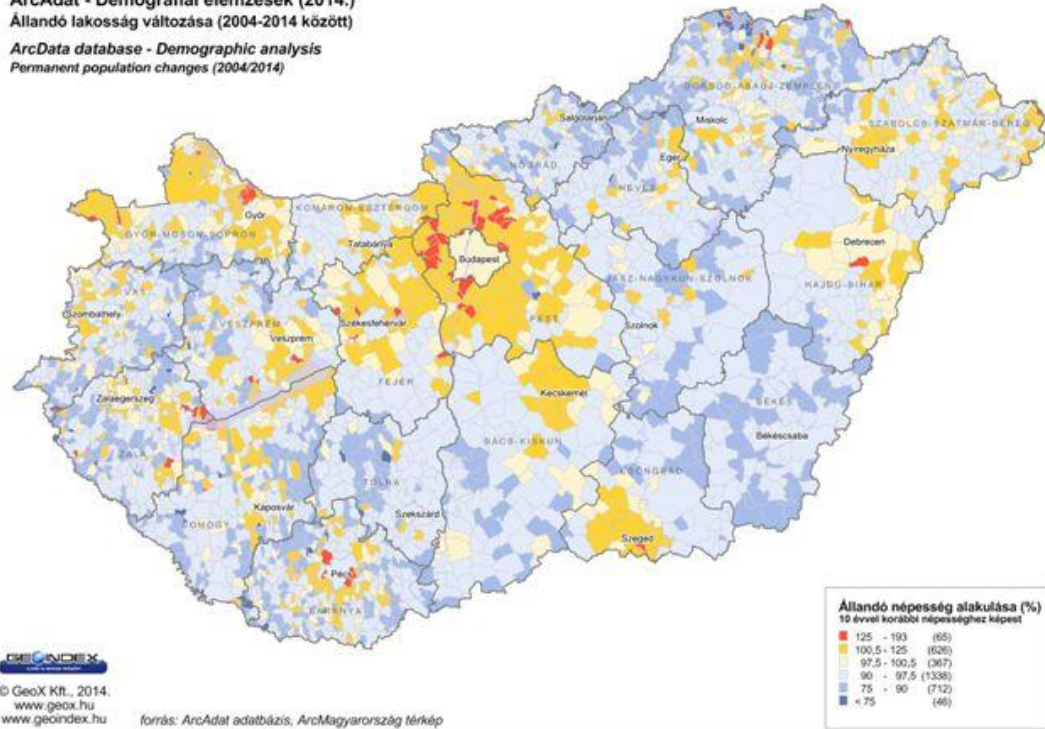 ArcAdat - Demográfiai elemzések (2014.)
Állandó lakosság változása (2004-2014 között)
ArcData database - Demographic analysis
Permanent population changes (2004/2014)
BORSOD-ABAÚJ-ZEMPLÉN
Salgótarján
Miskolc
SZABOLCS-SZATMÁR-BEREG
Nyíregyháza
NÓGRÁD
Eger
HEVES
KOMÁROM-ESZTERGOM
Győr
GYŐR-MOSON-SOPRON
Tatabánya
Budapest
Debrecen
JÁSZ-NAGYKUN-SZOLNOK
HAJDÚ-BIHAR
VAS
Szombathely
VESZPRÉM
Veszprém
Székesfehérvár
PEST
Szolnok
FEJÉR
Zalaegerszeg
Kecskemét
BÉKÉS
Békéscsaba
BÁCS-KISKUN
ZALA
CSONGRÁD
TOLNA
Kaposvár
Szekszárd
SOMOGY
Szeged
Pécs
BARANYA
Állandó népesség alakulása (%)
10 évvel korábbi népességhez képest
125 - 193 (65)
100,5 - 125 (626)
97,5 - 100,5 (367)
90 - 97,5 (1338)
75 - 90 (712)
< 75 (46)
GEOINDEX
© GeoX Kft., 2014.
www.geox.hu
www.geoindex.hu
forrás: ArcAdat adatbázis, ArcMagyarország térkép